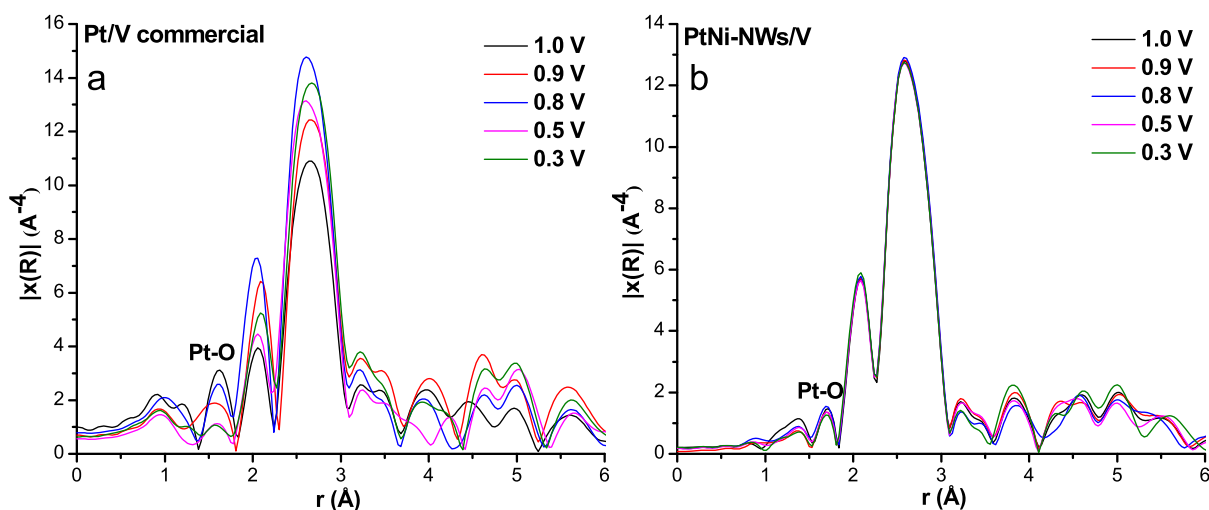 Pt/V commercial
a
1.0 V
0.9 V
0.8 V
0.5 V
0.3 V
Pt-O
|x(R)| (A⁻⁴)
16
14
12
10
8
6
4
2
0
0 1 2 3 4 5 6
r (Å)
PtNi-NWs/V
b
1.0 V
0.9 V
0.8 V
0.5 V
0.3 V
Pt-O
|x(R)| (A⁻⁴)
14
12
10
8
6
4
2
0
0 1 2 3 4 5 6
r (Å)